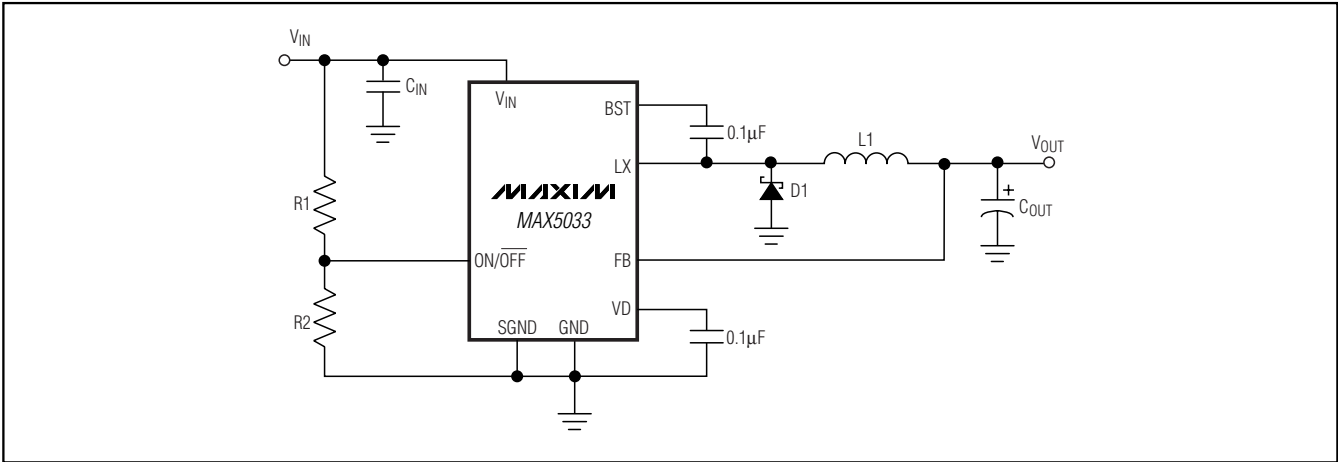 VIN
CIN
VIN
BST
0.1μF
L1
VOUT
LX
R1
MAXIM
MAX5033
D1
+
COUT
ON/OFF
FB
R2
VD
SGND GND
0.1μF